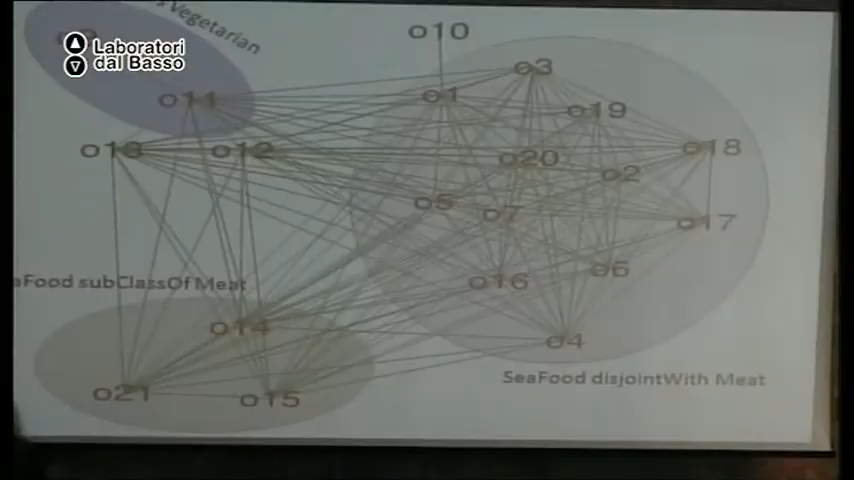 Vegetarian
Laboratori
dal Basso
o10
o3
o11
o1
o19
o13
o12
o20
o18
o2
o5
o7
o17
o16
o6
aFood subClassOf Meat
o14
o4
SeaFood disjointWith Meat
o21
o15